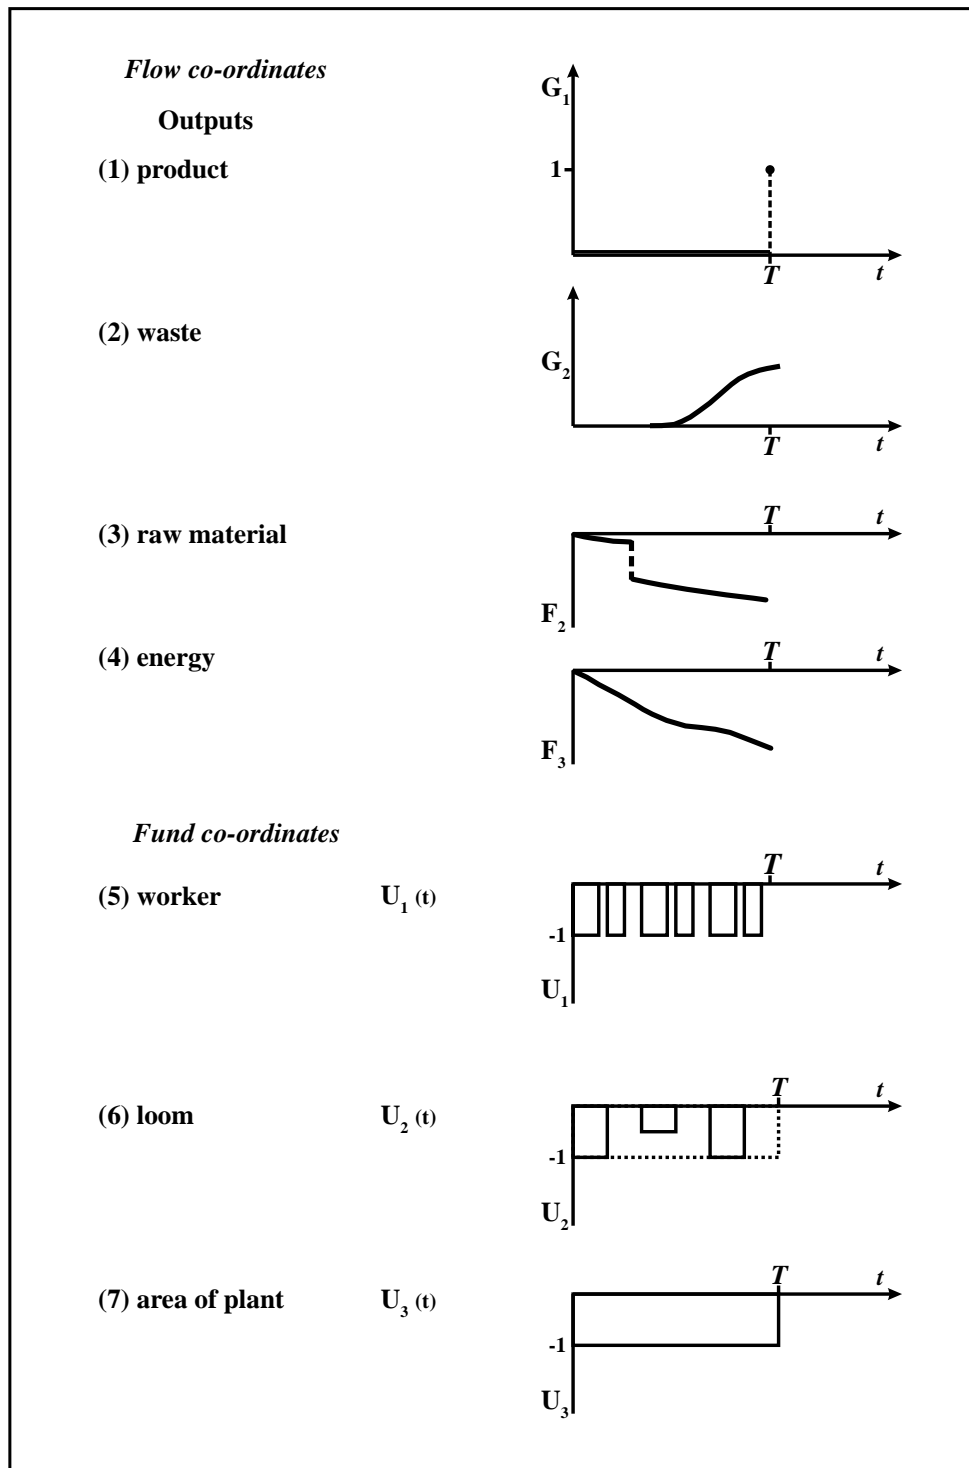 Flow co-ordinates
Outputs
(1) product
G1
1
T
t
(2) waste
G2
T
t
(3) raw material
T
t
F2
(4) energy
T
t
F3
Fund co-ordinates
(5) worker U1 (t)
T
t
-1
U1
(6) loom U2 (t)
T
t
-1
U2
(7) area of plant U3 (t)
T
t
-1
U3